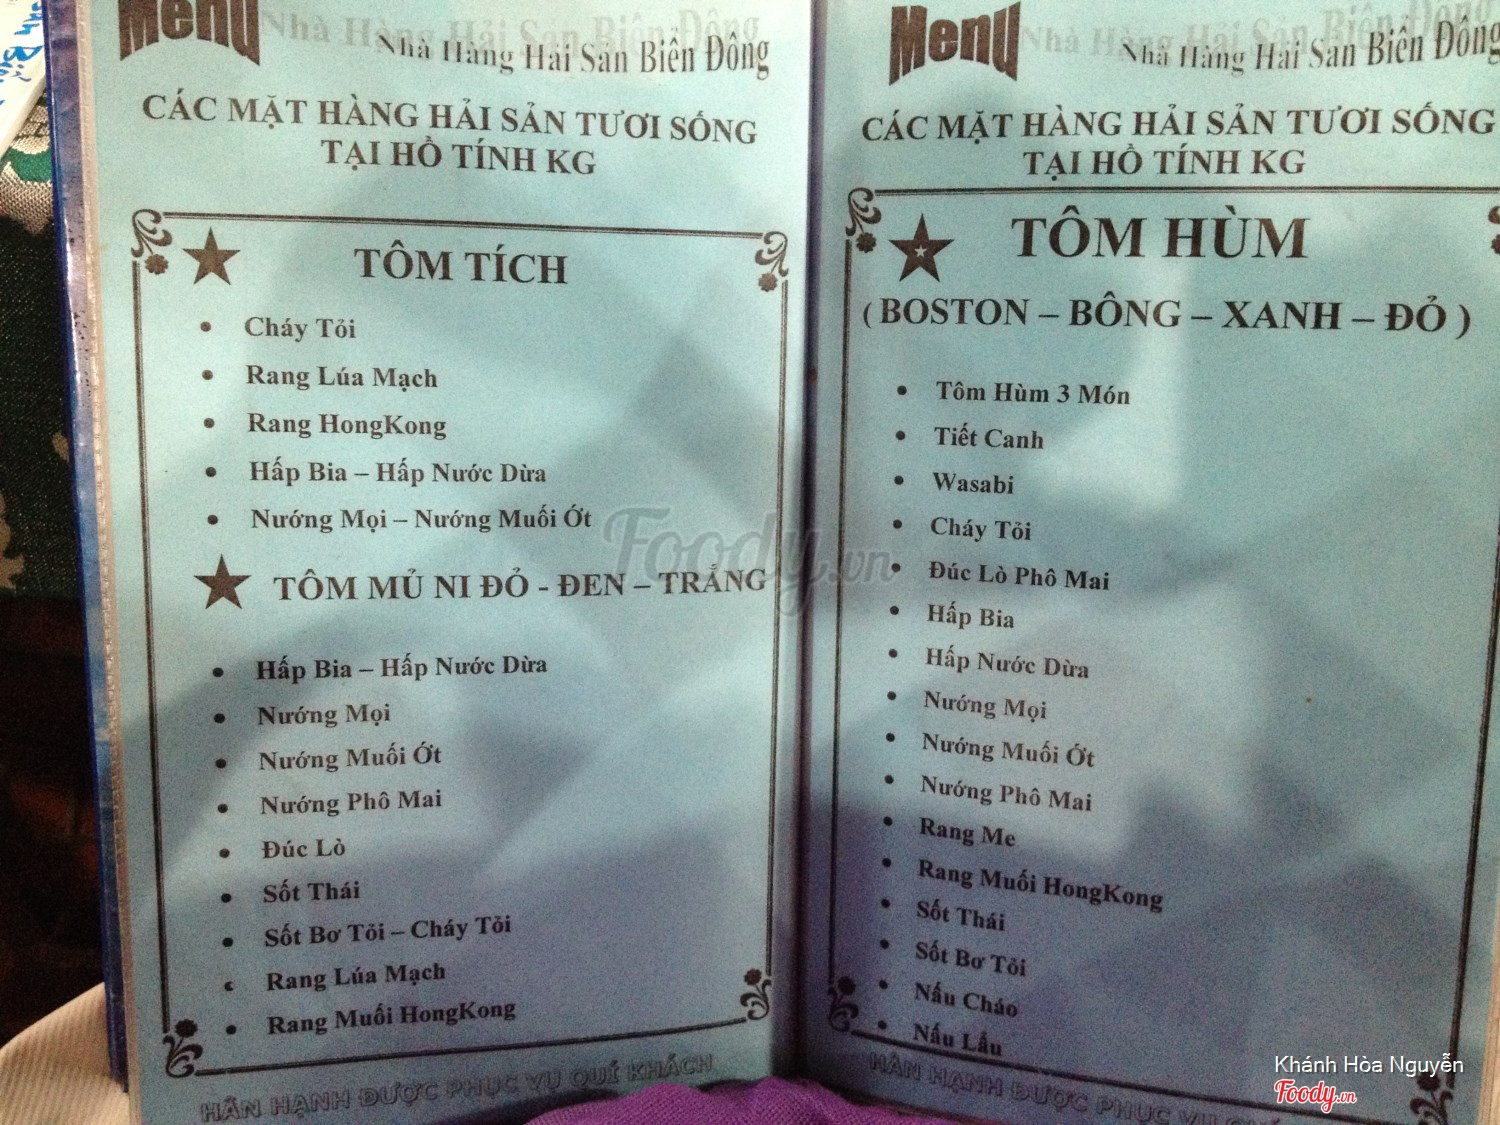 Menu
Nhà Hàng Hải Sản Biển Đông
CÁC MẶT HÀNG HẢI SẢN TƯƠI SỐNG
TẠI HỒ TÍNH KG
TÔM TÍCH
Cháy Tỏi
Rang Lúa Mạch
Rang HongKong
Hấp Bia – Hấp Nước Dừa
Nướng Mọi – Nướng Muối Ớt
TÔM MỦ NI ĐỎ - ĐEN – TRẮNG
Hấp Bia – Hấp Nước Dừa
Nướng Mọi
Nướng Muối Ớt
Nướng Phô Mai
Đúc Lò
Sốt Thái
Sốt Bơ Tỏi – Cháy Tỏi
Rang Lúa Mạch
Rang Muối HongKong
HÂN HẠNH ĐƯỢC PHỤC VỤ QUÍ KHÁCH
Menu
Nhà Hàng Hải Sản Biển Đông
CÁC MẶT HÀNG HẢI SẢN TƯƠI SỐNG
TẠI HỒ TÍNH KG
TÔM HÙM
( BOSTON – BÔNG – XANH – ĐỎ )
Tôm Hùm 3 Món
Tiết Canh
Wasabi
Cháy Tỏi
Đúc Lò Phô Mai
Hấp Bia
Hấp Nước Dừa
Nướng Mọi
Nướng Muối Ớt
Nướng Phô Mai
Rang Me
Rang Muối HongKong
Sốt Thái
Sốt Bơ Tỏi
Nấu Cháo
Nấu Lẩu
HÂN HẠNH ĐƯỢC PHỤC VỤ
Foody.vn
Khánh Hòa Nguyễn
Foody.vn